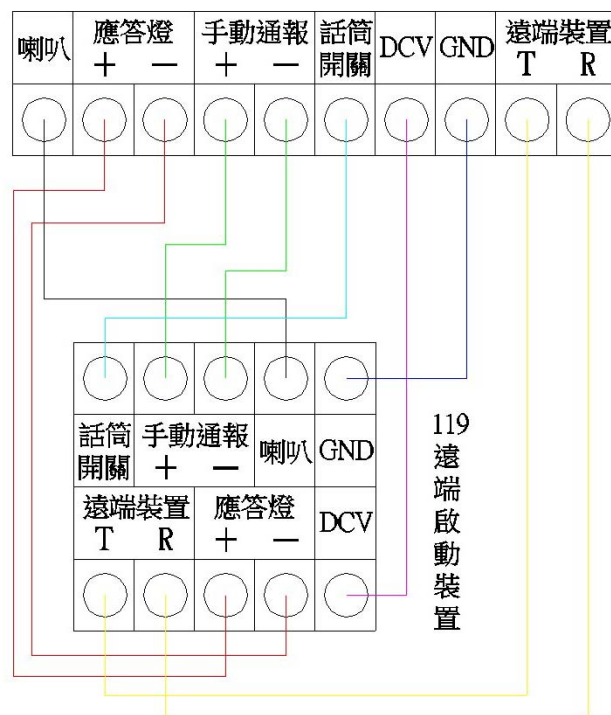 喇叭 應答燈 手動通報 話筒 DCV GND 遠端裝置
+ − + − 開關 T R
話筒 手動通報 喇叭 GND
開關 + −
遠端裝置 應答燈 DCV
T R + −
119
遠
端
啟
動
裝
置